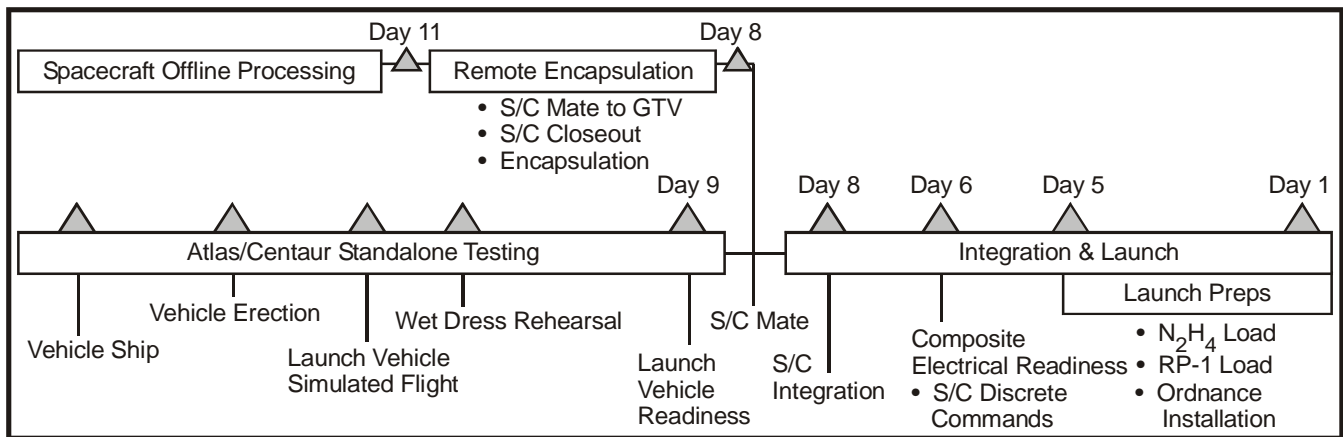 Day 11
Day 8
Spacecraft Offline Processing
Remote Encapsulation
• S/C Mate to GTV
• S/C Closeout
• Encapsulation
Day 9
Day 8
Day 6
Day 5
Day 1
Atlas/Centaur Standalone Testing
Integration & Launch
Launch Preps
Vehicle Ship
Vehicle Erection
Launch Vehicle
Simulated Flight
Wet Dress Rehearsal
Launch
Vehicle
Readiness
S/C Mate
S/C
Integration
Composite
Electrical Readiness
• S/C Discrete
Commands
• N2H4 Load
• RP-1 Load
• Ordnance
Installation